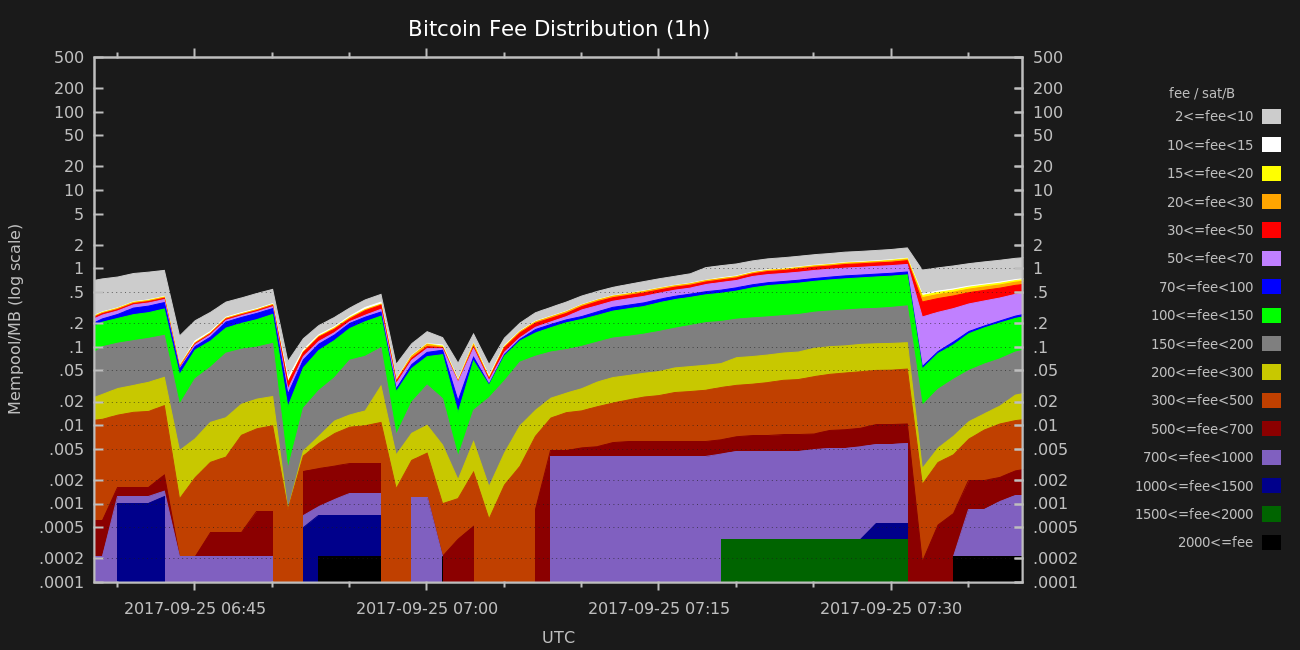 Bitcoin Fee Distribution (1h)
Mempool/MB (log scale)
500
200
100
50
20
10
5
2
1
.5
.2
.1
.05
.02
.01
.005
.002
.001
.0005
.0002
.0001
500
200
100
50
20
10
5
2
1
.5
.2
.1
.05
.02
.01
.005
.002
.001
.0005
.0002
.0001
2017-09-25 06:45
2017-09-25 07:00
2017-09-25 07:15
2017-09-25 07:30
UTC
fee / sat/B
2<=fee<10
10<=fee<15
15<=fee<20
20<=fee<30
30<=fee<50
50<=fee<70
70<=fee<100
100<=fee<150
150<=fee<200
200<=fee<300
300<=fee<500
500<=fee<700
700<=fee<1000
1000<=fee<1500
1500<=fee<2000
2000<=fee